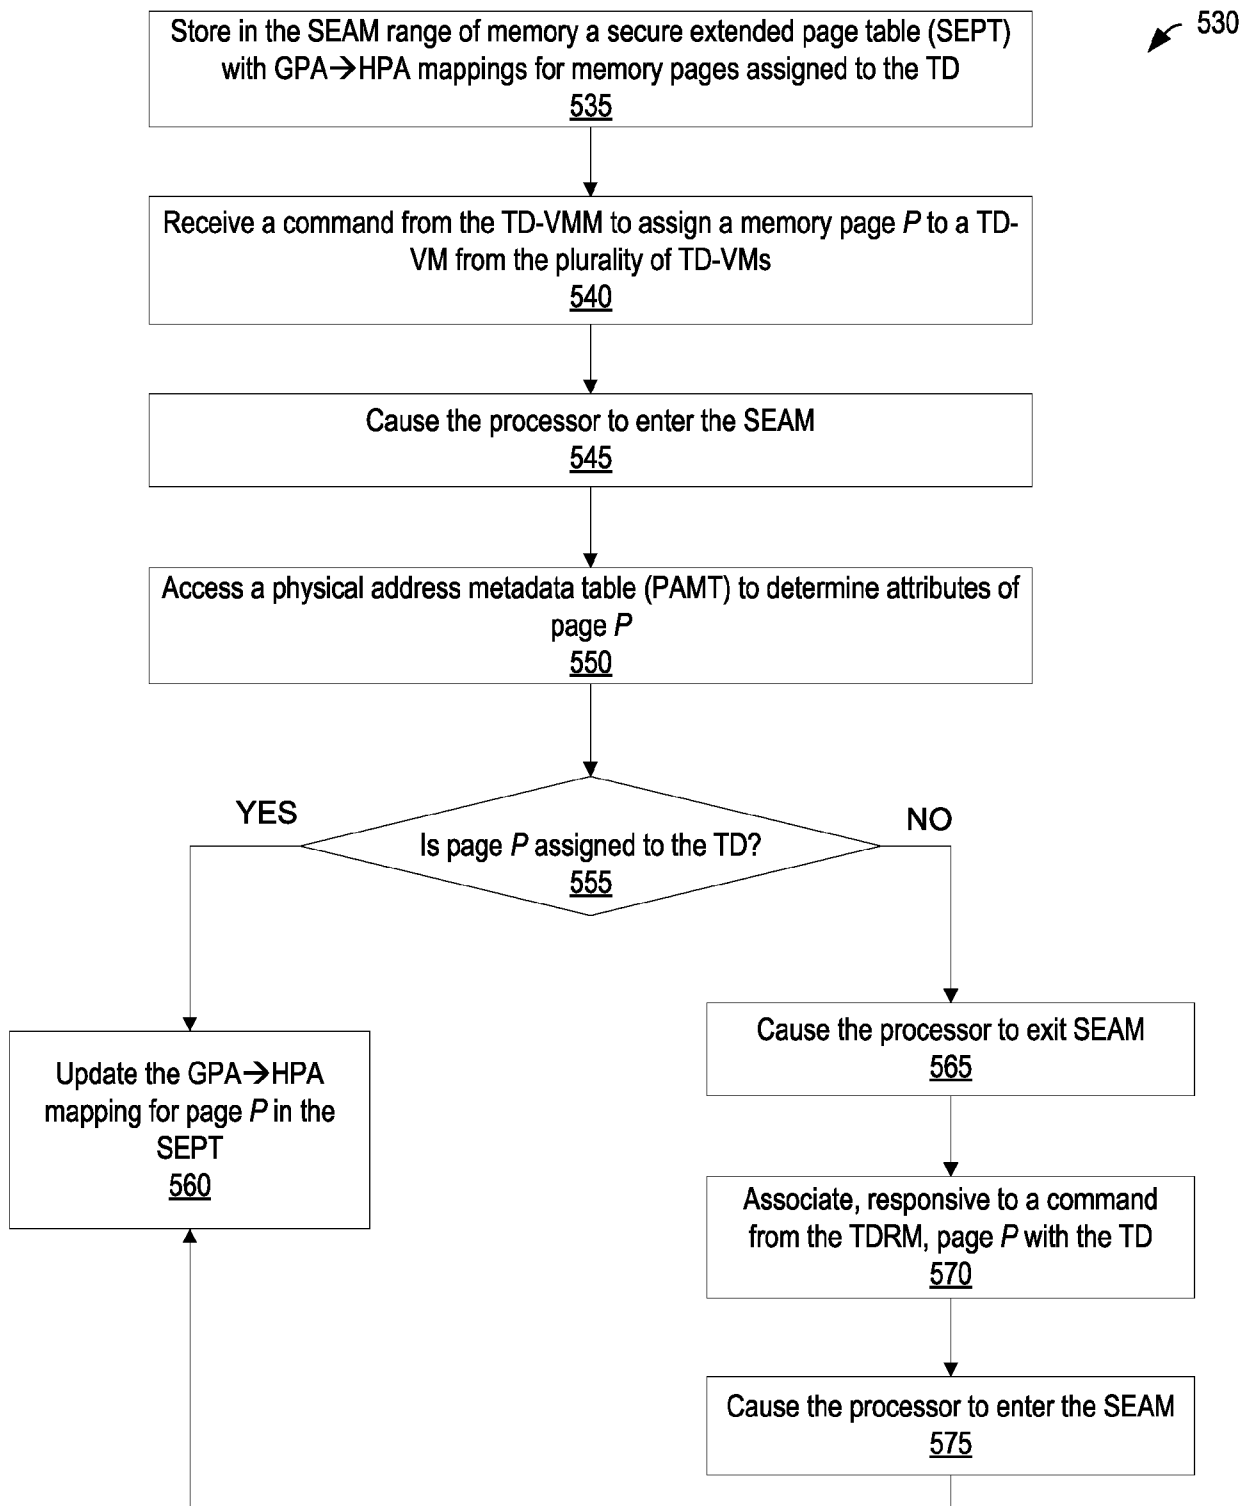 530
Store in the SEAM range of memory a secure extended page table (SEPT)
with GPA→HPA mappings for memory pages assigned to the TD
535
Receive a command from the TD-VMM to assign a memory page P to a TD-
VM from the plurality of TD-VMs
540
Cause the processor to enter the SEAM
545
Access a physical address metadata table (PAMT) to determine attributes of
page P
550
YES
NO
Is page P assigned to the TD?
555
Update the GPA→HPA
mapping for page P in the
SEPT
560
Cause the processor to exit SEAM
565
Associate, responsive to a command
from the TDRM, page P with the TD
570
Cause the processor to enter the SEAM
575